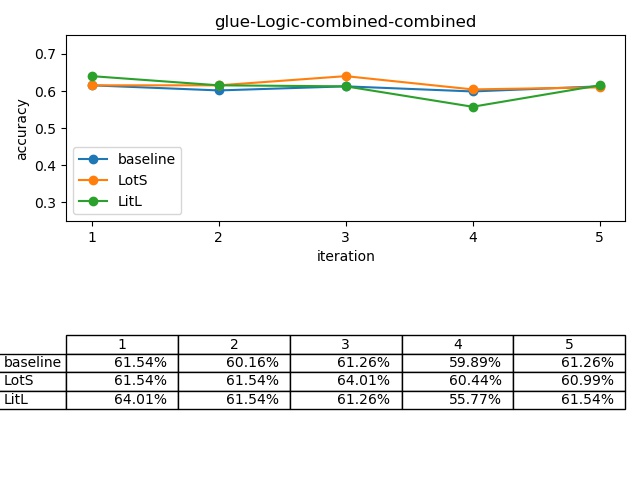 glue-Logic-combined-combined
0.7
0.6
0.5
0.4
0.3
accuracy
baseline
LotS
LitL
1 2 3 4 5
iteration
1 2 3 4 5
baseline 61.54% 60.16% 61.26% 59.89% 61.26%
LotS 61.54% 61.54% 64.01% 60.44% 60.99%
LitL 64.01% 61.54% 61.26% 55.77% 61.54%